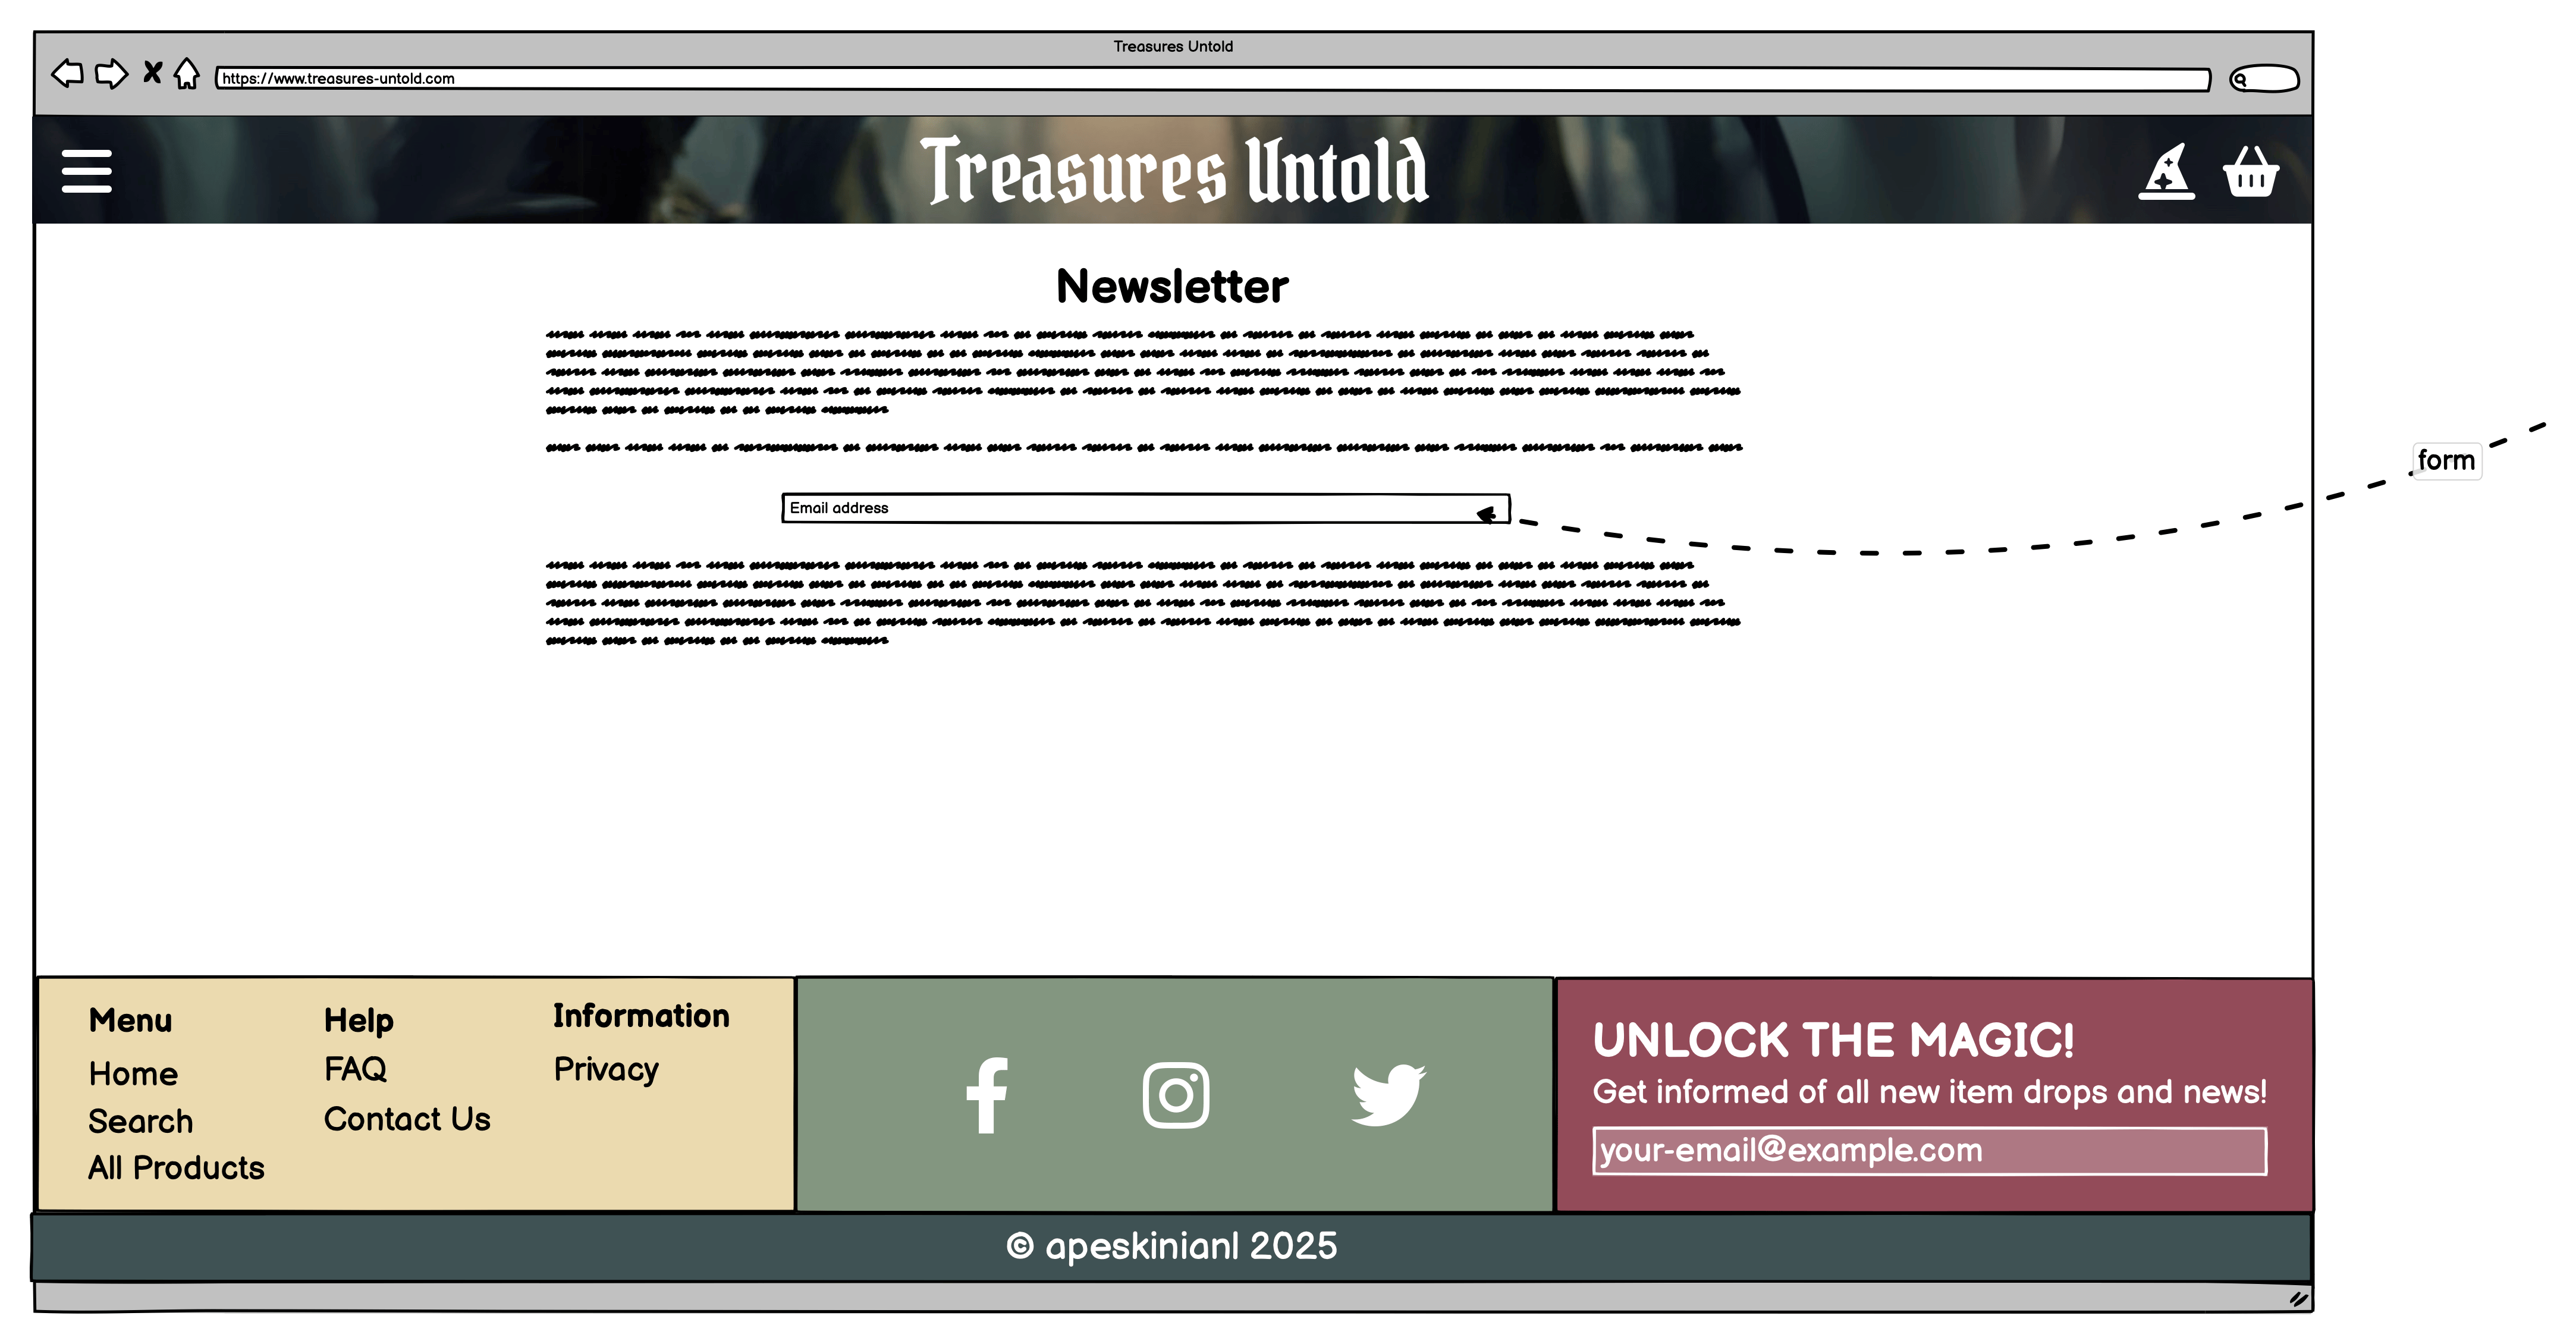 Treasures Untold
https://www.treasures-untold.com
Treasures Untold
Newsletter
form
Email address
Menu
Home
Search
All Products
Help
FAQ
Contact Us
Information
Privacy
UNLOCK THE MAGIC!
Get informed of all new item drops and news!
your-email@example.com
© apeskinianl 2025